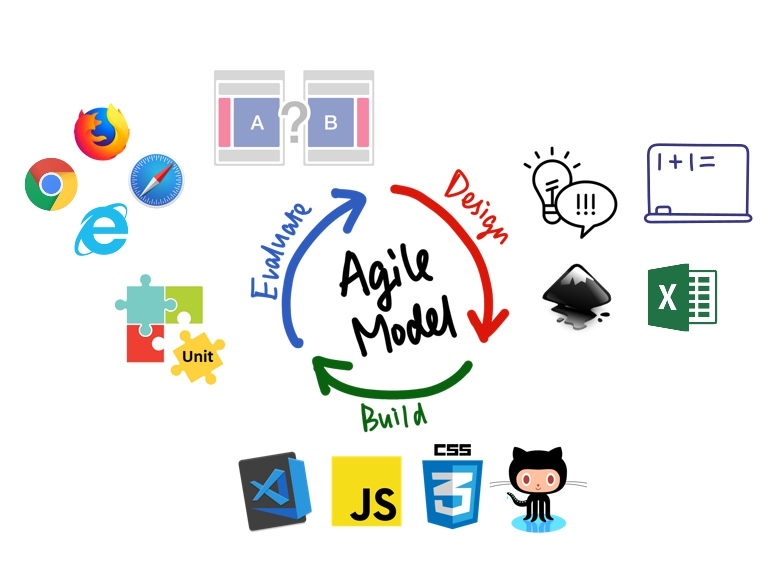 A ? B
Design
!!!
1+1=
Evaluate
Agile
Model
X
Unit
Build
CSS
JS
3